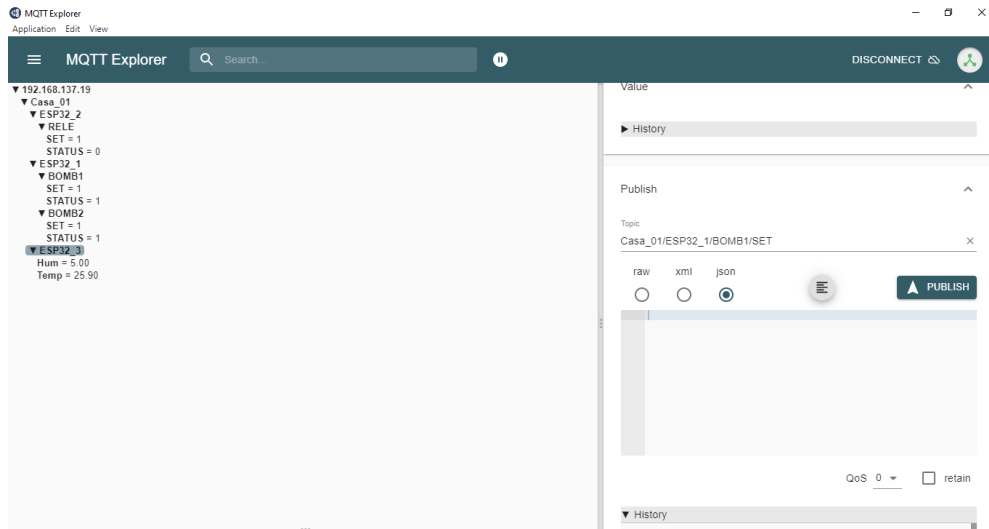 MQTT Explorer
Application Edit View
MQTT Explorer
Search...
DISCONNECT
192.168.137.19
Casa_01
ESP32_2
RELE
SET = 1
STATUS = 0
ESP32_1
BOMB1
SET = 1
STATUS = 1
BOMB2
SET = 1
STATUS = 1
ESP32_3
Hum = 5.00
Temp = 25.90
Value
History
Publish
Topic
Casa_01/ESP32_1/BOMB1/SET
raw xml json
PUBLISH
QoS 0 retain
History